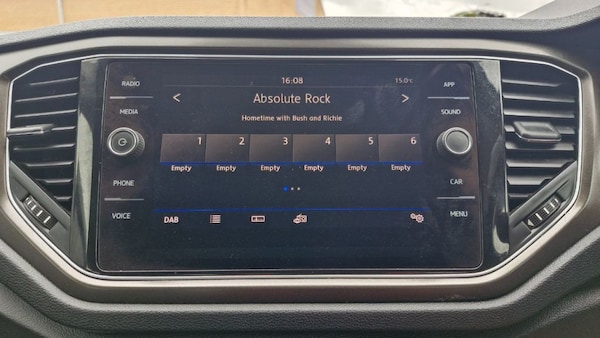 RADIO
16:08
15.0°C
APP
< Absolute Rock >
MEDIA
SOUND
Hometime with Bush and Richie
1 2 3 4 5 6
Empty Empty Empty Empty Empty Empty
PHONE
CAR
VOICE
DAB
MENU